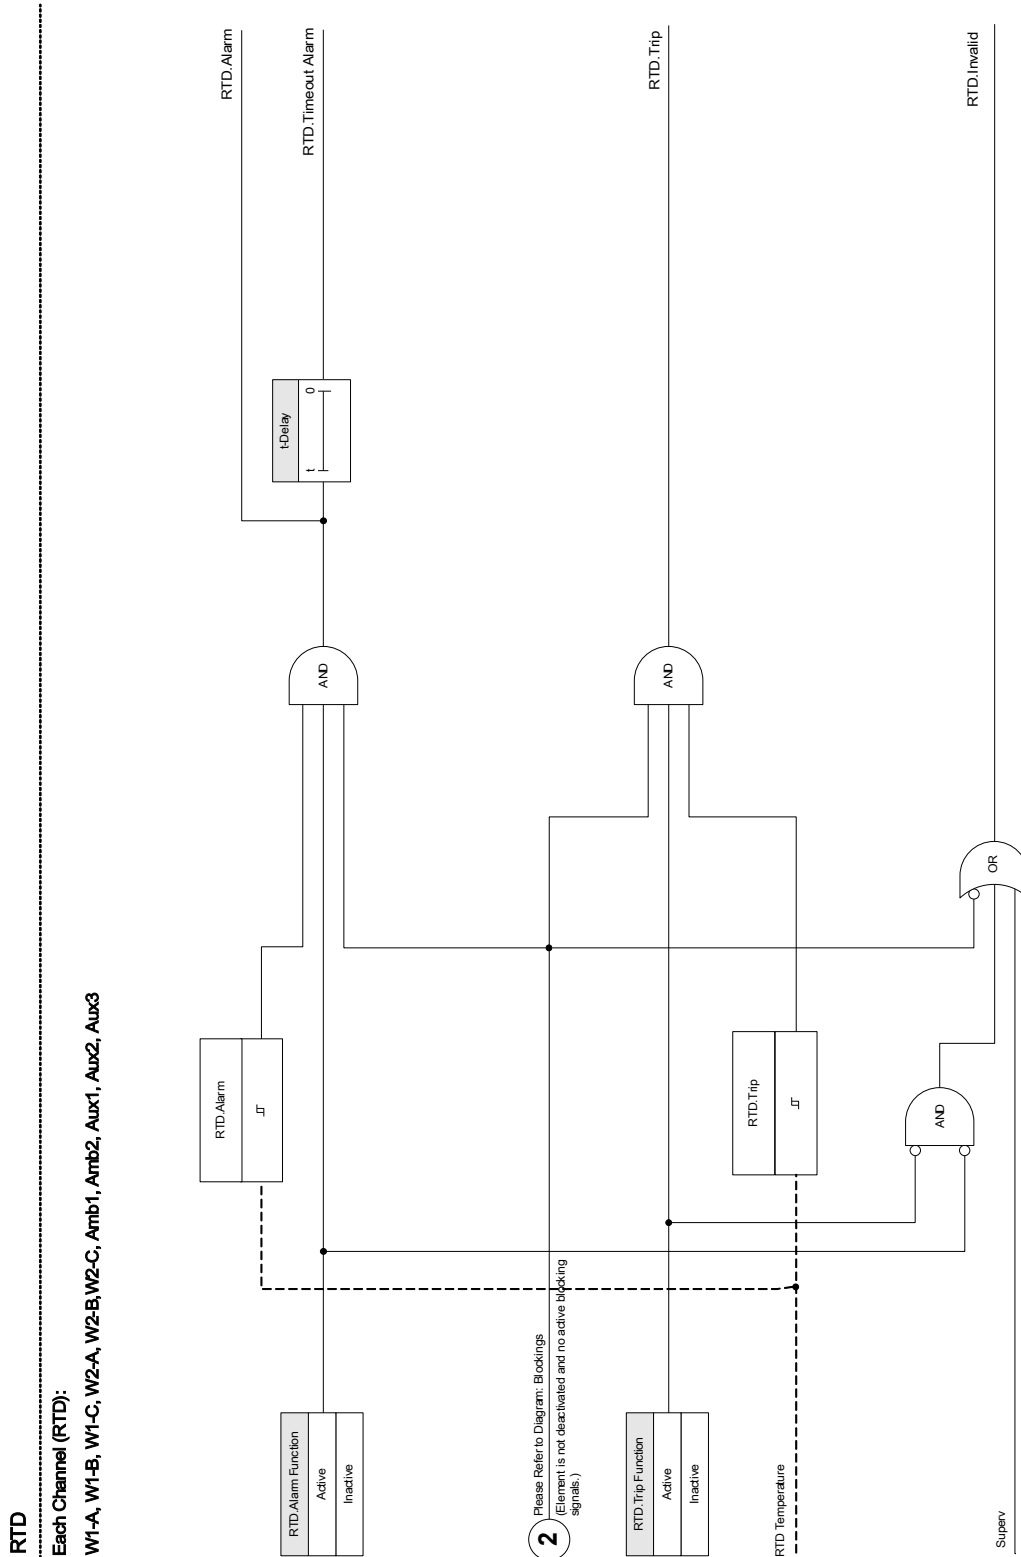 RTD
Each Channel (RTD):
W1-A, W1-B, W1-C, W2-A, W2-B,W2-C, Amb1, Amb2, Aux1, Aux2, Aux3
RTD.Alarm Function
Active
Inactive
RTD.Alarm
AND
t-Delay
t
0
RTD.Alarm
RTD.Timeout Alarm
2
Please Refer to Diagram: Blockings
(Element is not deactivated and no active blocking
signals.)
RTD.Trip Function
Active
Inactive
RTD Temperature
RTD.Trip
AND
RTD.Trip
AND
OR
RTD.Invalid
Superv